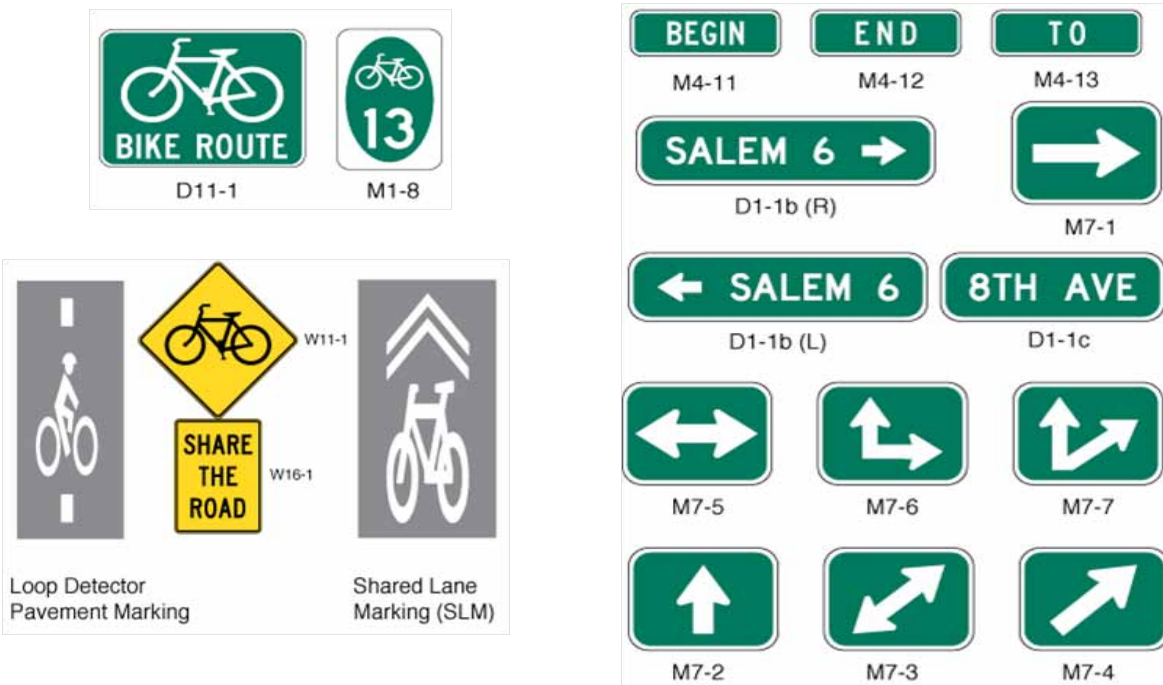 BIKE ROUTE
13
D11-1
M1-8
W11-1
SHARE
THE
ROAD
W16-1
Loop Detector
Pavement Marking
Shared Lane
Marking (SLM)
BEGIN
END
TO
M4-11
M4-12
M4-13
SALEM 6
D1-1b (R)
M7-1
SALEM 6
8TH AVE
D1-1b (L)
D1-1c
M7-5
M7-6
M7-7
M7-2
M7-3
M7-4